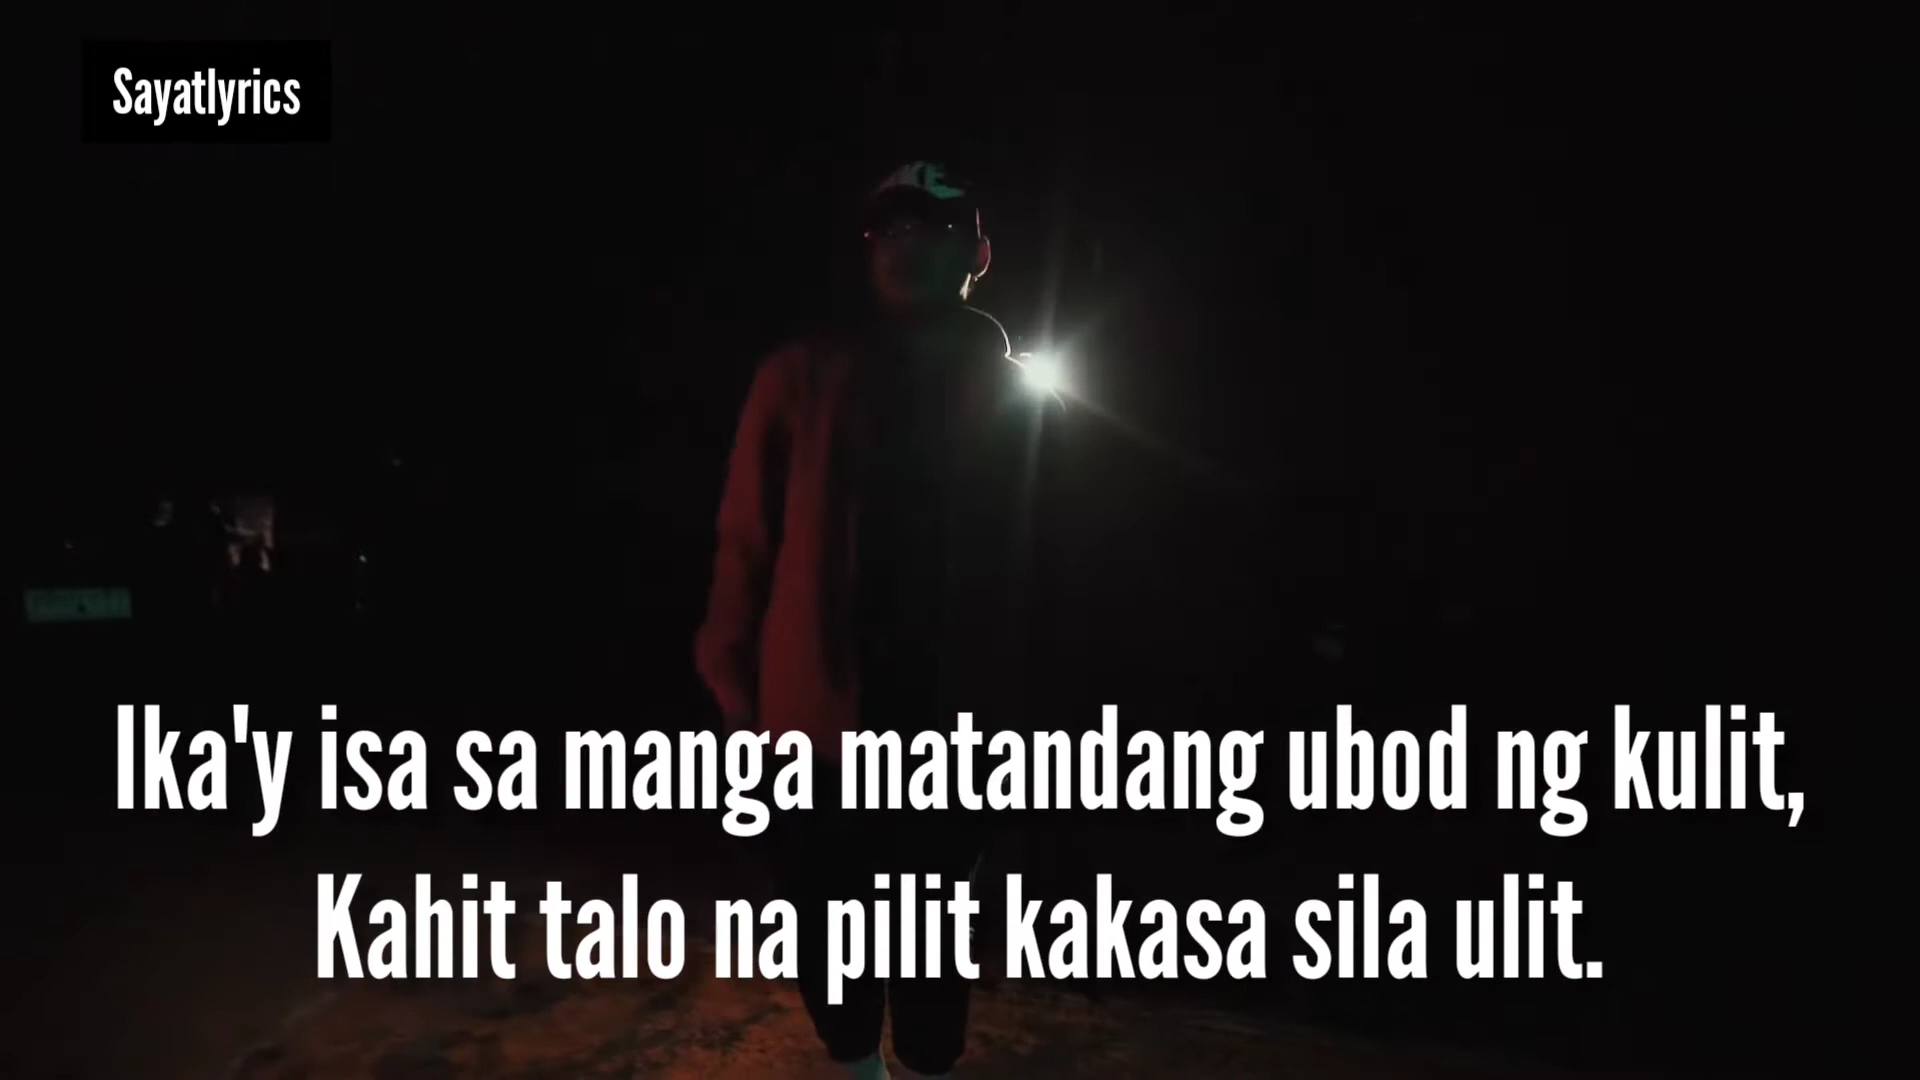 Sayatlyrics
Ika'y isa sa manga matandang ubod ng kulit,
Kahit talo na pilit kakasa sila ulit.